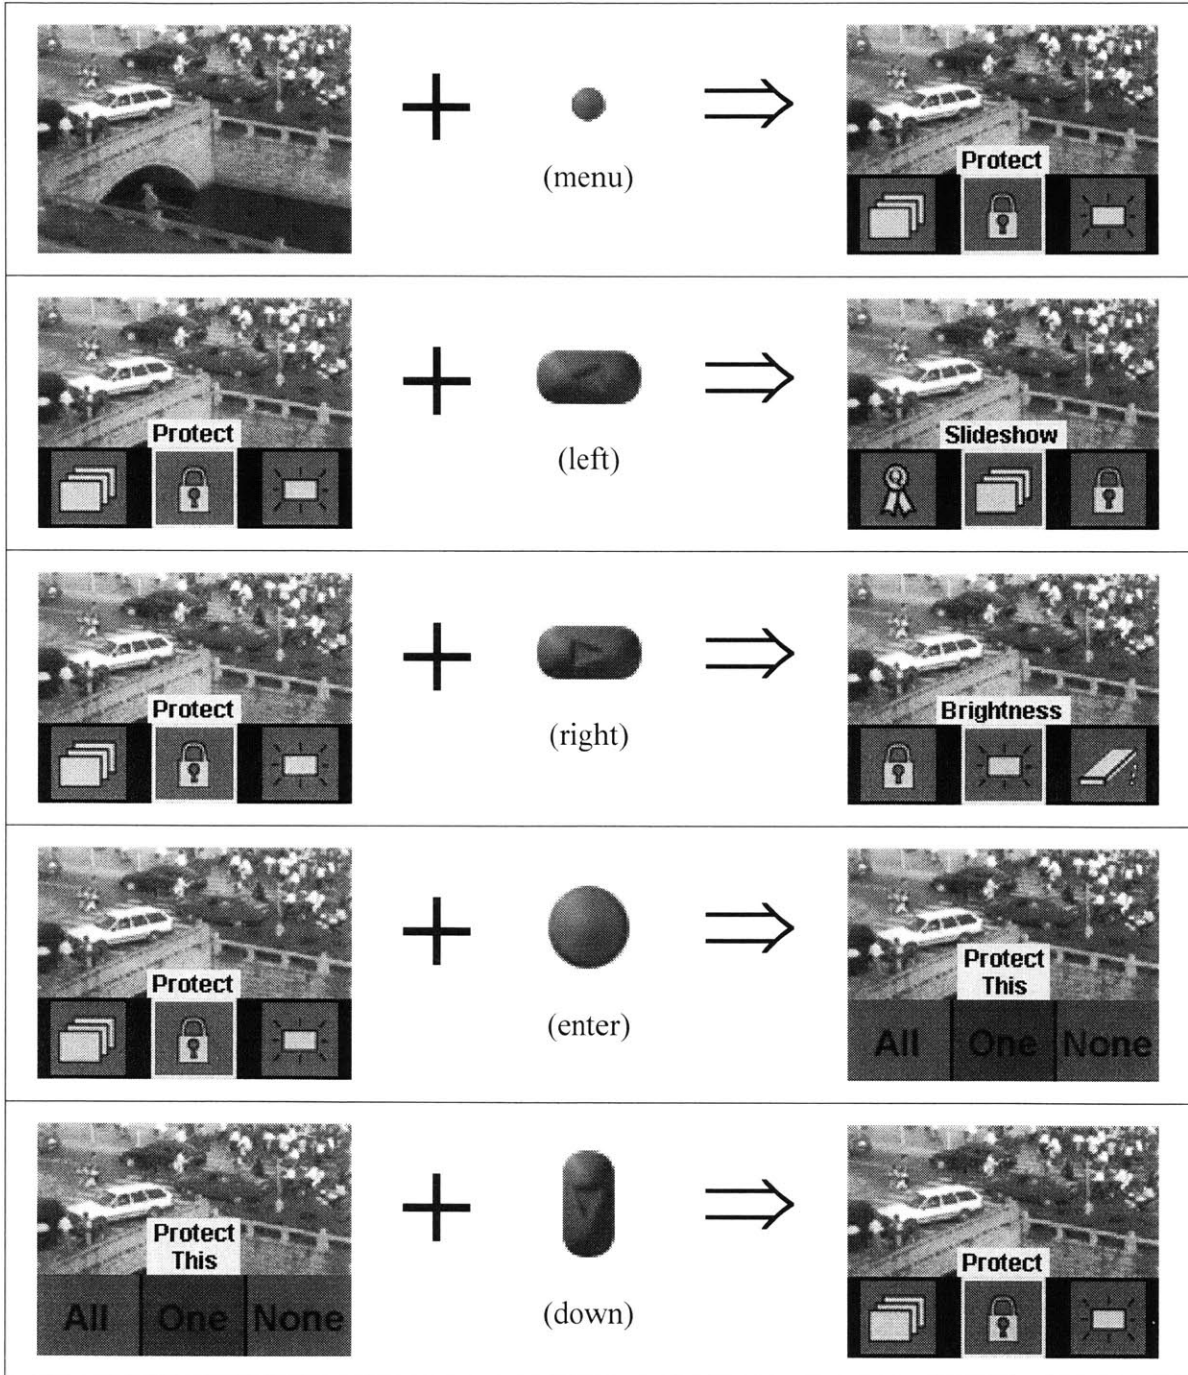 Protect
(menu)
Protect
Slideshow
(left)
Protect
Brightness
(right)
Protect
Protect
This
All One None
(enter)
Protect
This
All One None
Protect
(down)